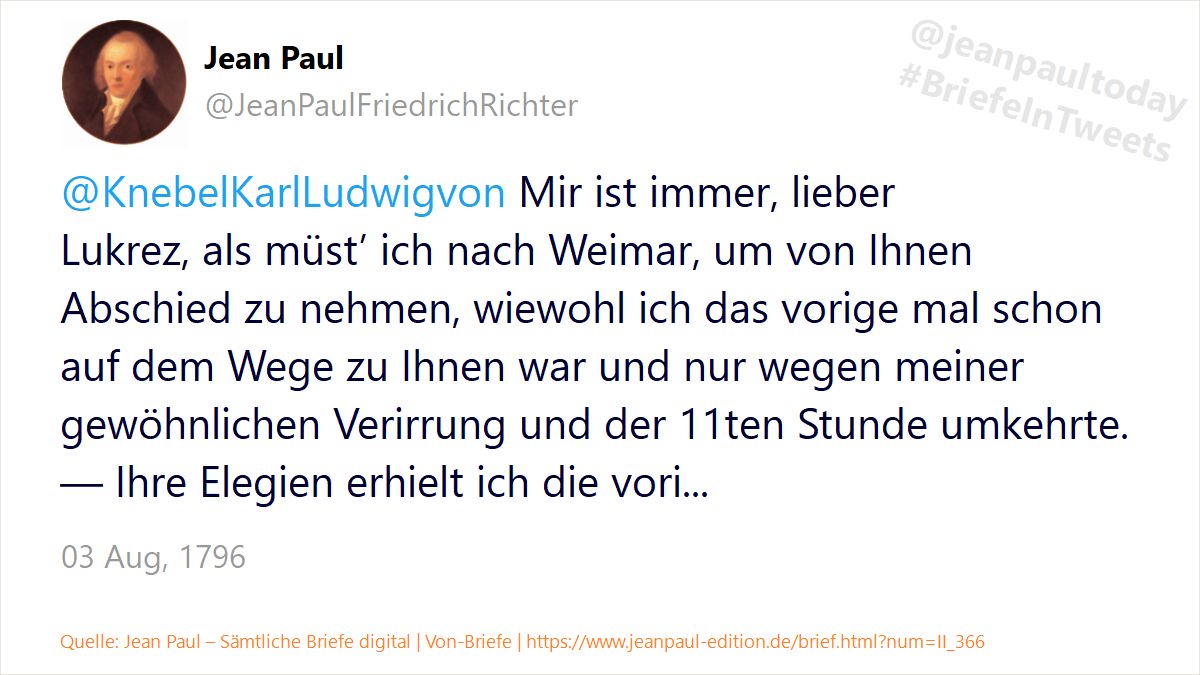 Jean Paul
@JeanPaulFriedrichRichter
@jeanpaultoday
#BriefeInTweets
@KnebelKarlLudwigvon Mir ist immer, lieber
Lukrez, als müst’ ich nach Weimar, um von Ihnen
Abschied zu nehmen, wiewohl ich das vorige mal schon
auf dem Wege zu Ihnen war und nur wegen meiner
gewöhnlichen Verirrung und der 11ten Stunde umkehrte.
— Ihre Elegien erhielt ich die vori...
03 Aug, 1796
Quelle: Jean Paul – Sämtliche Briefe digital | Von-Briefe | https://www.jeanpaul-edition.de/brief.html?num=II_366